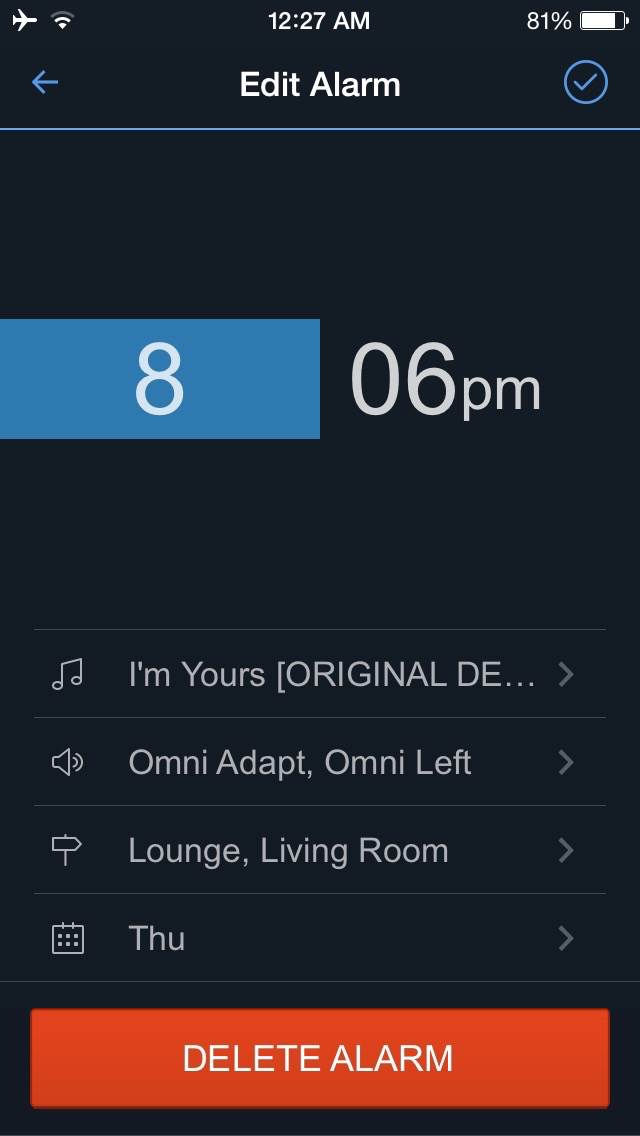 12:27 AM 81%
Edit Alarm
8 06pm
I'm Yours [ORIGINAL DE...
Omni Adapt, Omni Left
Lounge, Living Room
Thu
DELETE ALARM